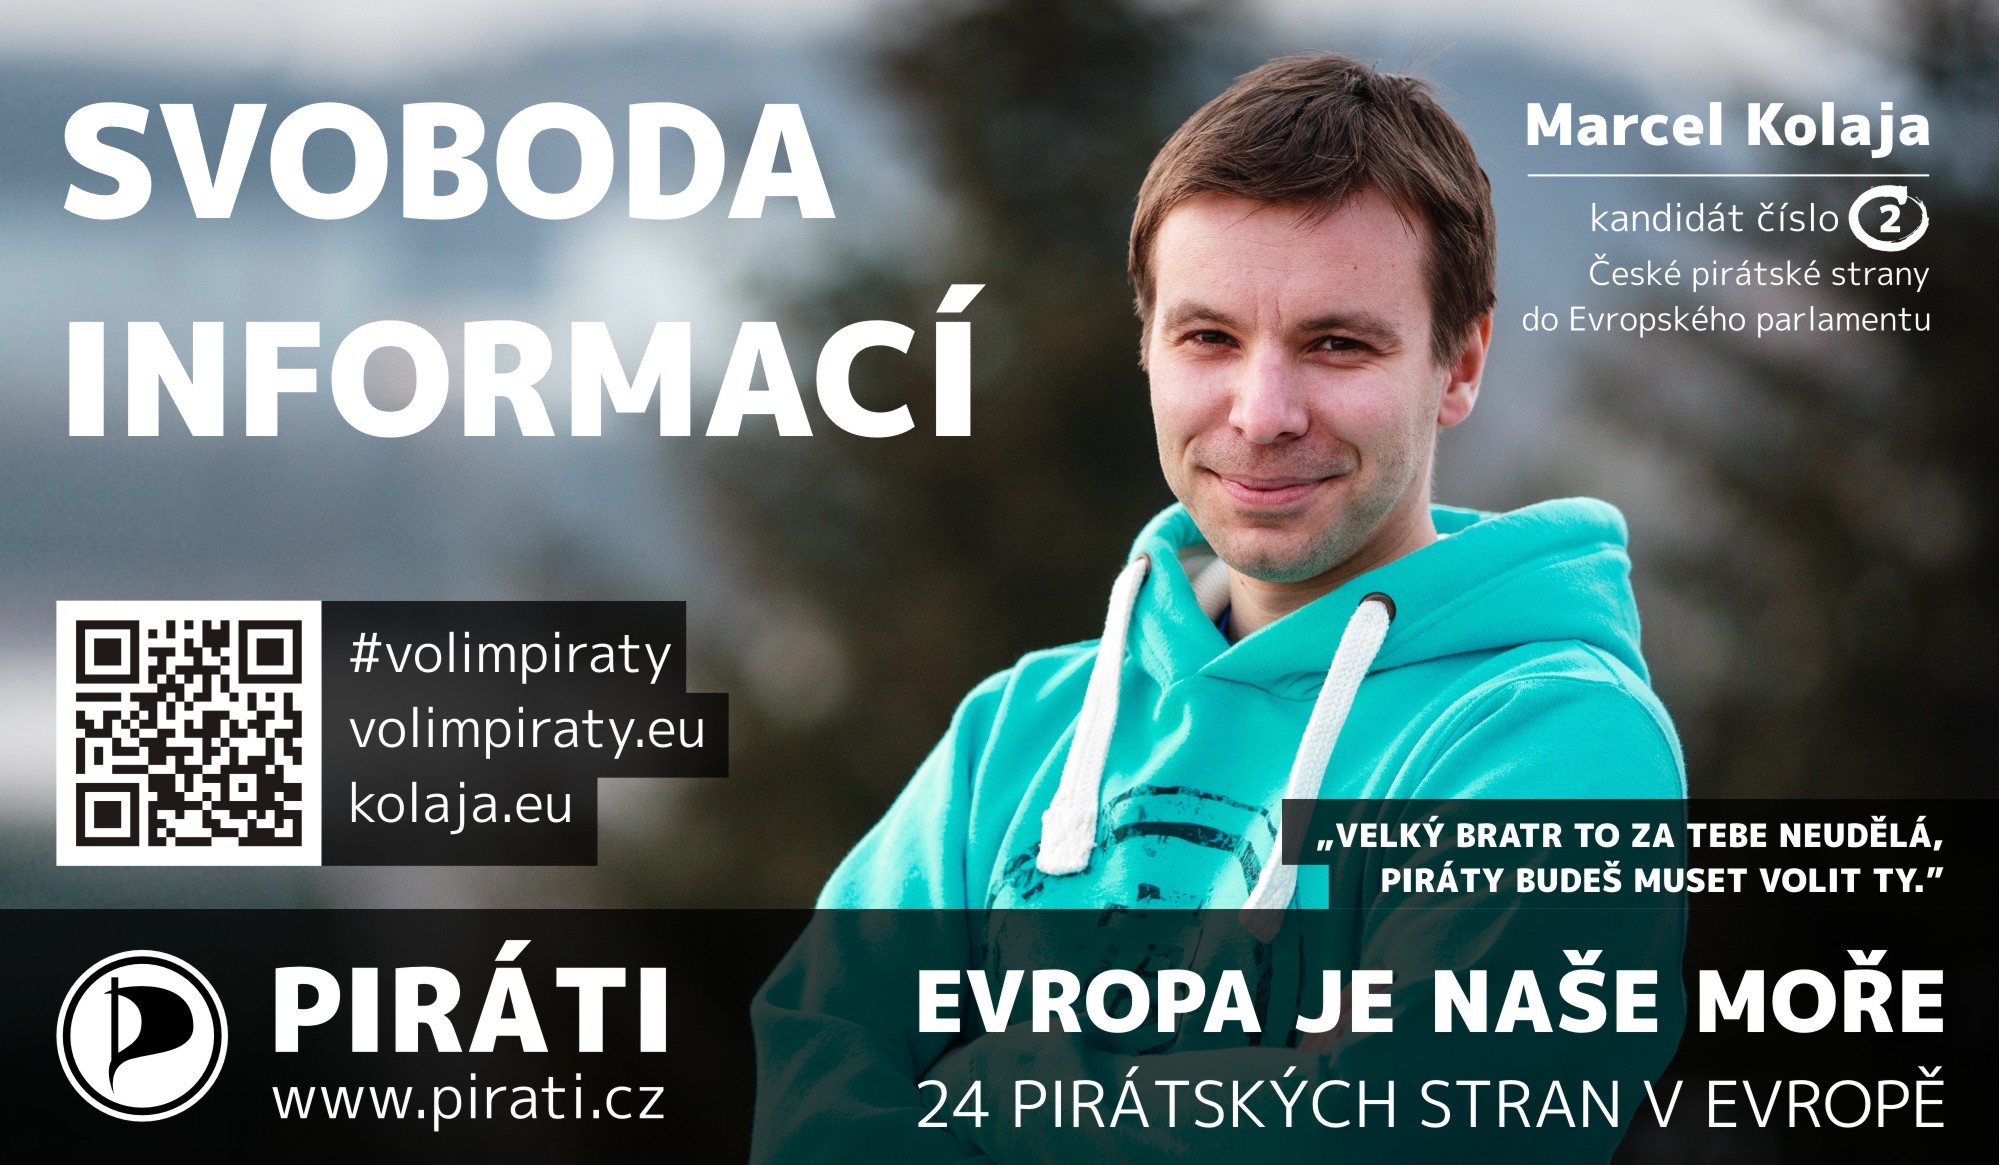 SVOBODA
INFORMACÍ
Marcel Kolaja
kandidát číslo 2
České pirátské strany
do Evropského parlamentu
#volimpiraty
volimpiraty.eu
kolaja.eu
„VELKÝ BRATR TO ZA TEBE NEUDĚLÁ,
PIRÁTY BUDEŠ MUSET VOLIT TY.”
PIRÁTI
www.pirati.cz
EVROPA JE NAŠE MOŘE
24 PIRÁTSKÝCH STRAN V EVROPĚ